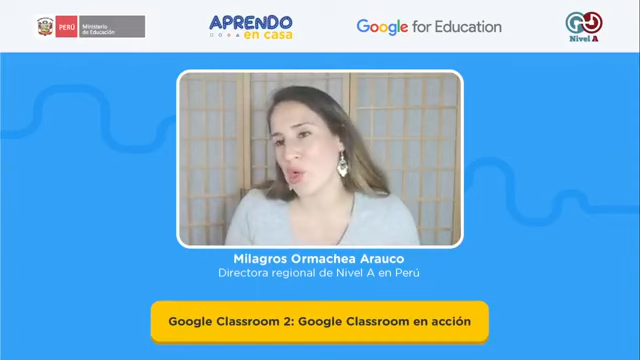 PERÚ
Ministerio
de Educación
APRENDO
en casa
Google for Education
Nivel A
Milagros Ormachea Arauco
Directora regional de Nivel A en Perú
Google Classroom 2: Google Classroom en acción